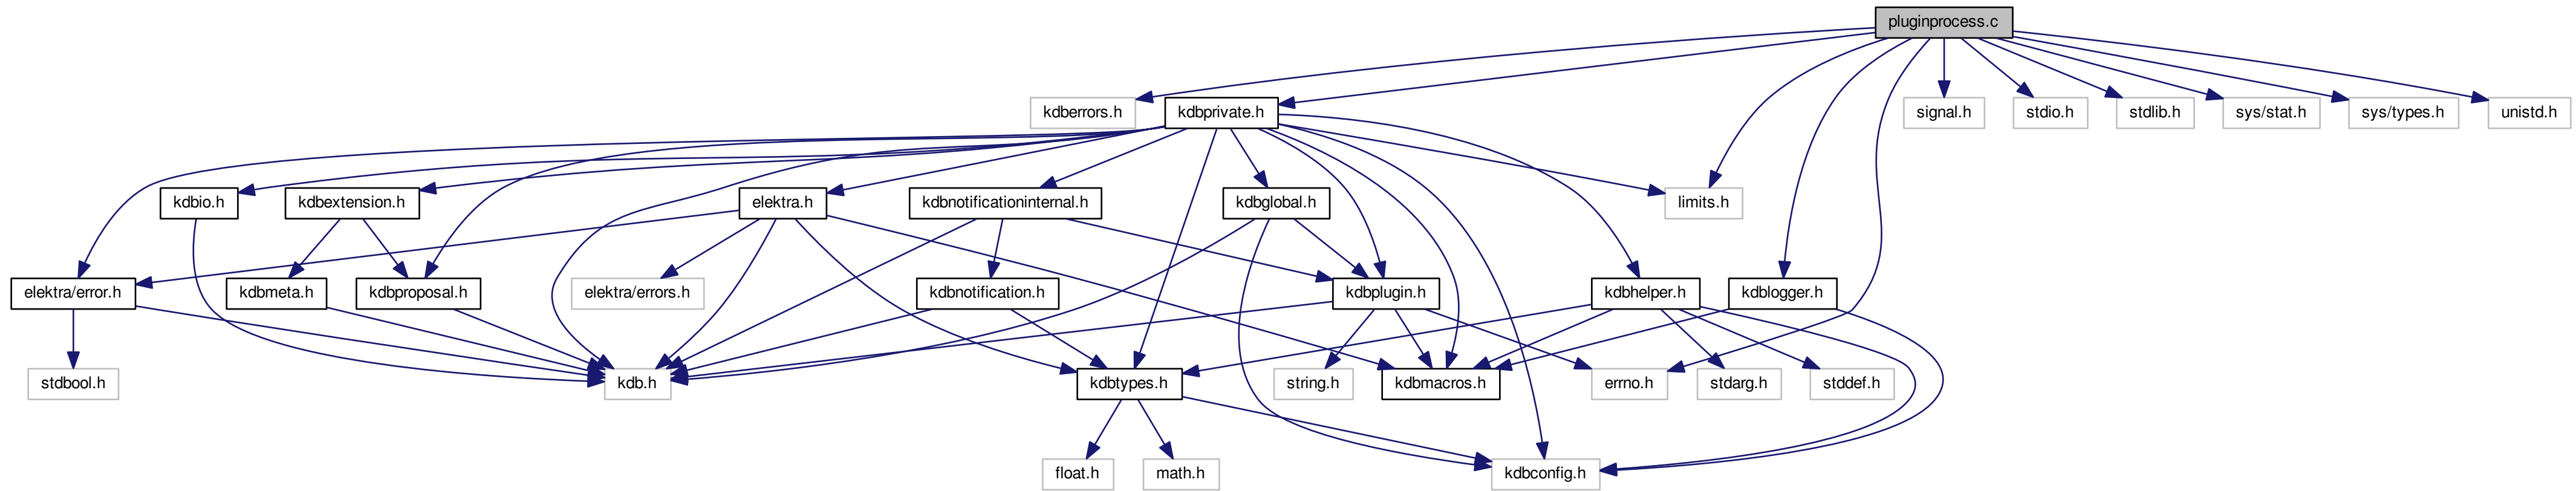 pluginprocess.c
kdberrors.h
kdbprivate.h
signal.h
stdio.h
stdlib.h
sys/stat.h
sys/types.h
unistd.h
kdbio.h
kdbextension.h
elektra.h
kdbnotificationinternal.h
kdbglobal.h
limits.h
elektra/error.h
kdbmeta.h
kdbproposal.h
elektra/errors.h
kdbnotification.h
kdbplugin.h
kdbhelper.h
kdblogger.h
stdbool.h
kdb.h
kdbtypes.h
string.h
kdbmacros.h
errno.h
stdarg.h
stddef.h
float.h
math.h
kdbconfig.h